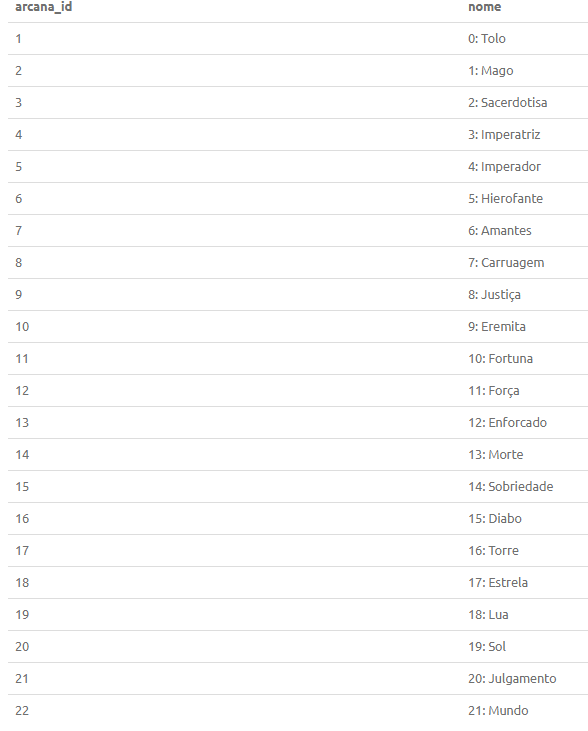 arcana_id nome
1 0: Tolo
2 1: Mago
3 2: Sacerdotisa
4 3: Imperatriz
5 4: Imperador
6 5: Hierofante
7 6: Amantes
8 7: Carruagem
9 8: Justiça
10 9: Eremita
11 10: Fortuna
12 11: Força
13 12: Enforcado
14 13: Morte
15 14: Sobriedade
16 15: Diabo
17 16: Torre
18 17: Estrela
19 18: Lua
20 19: Sol
21 20: Julgamento
22 21: Mundo